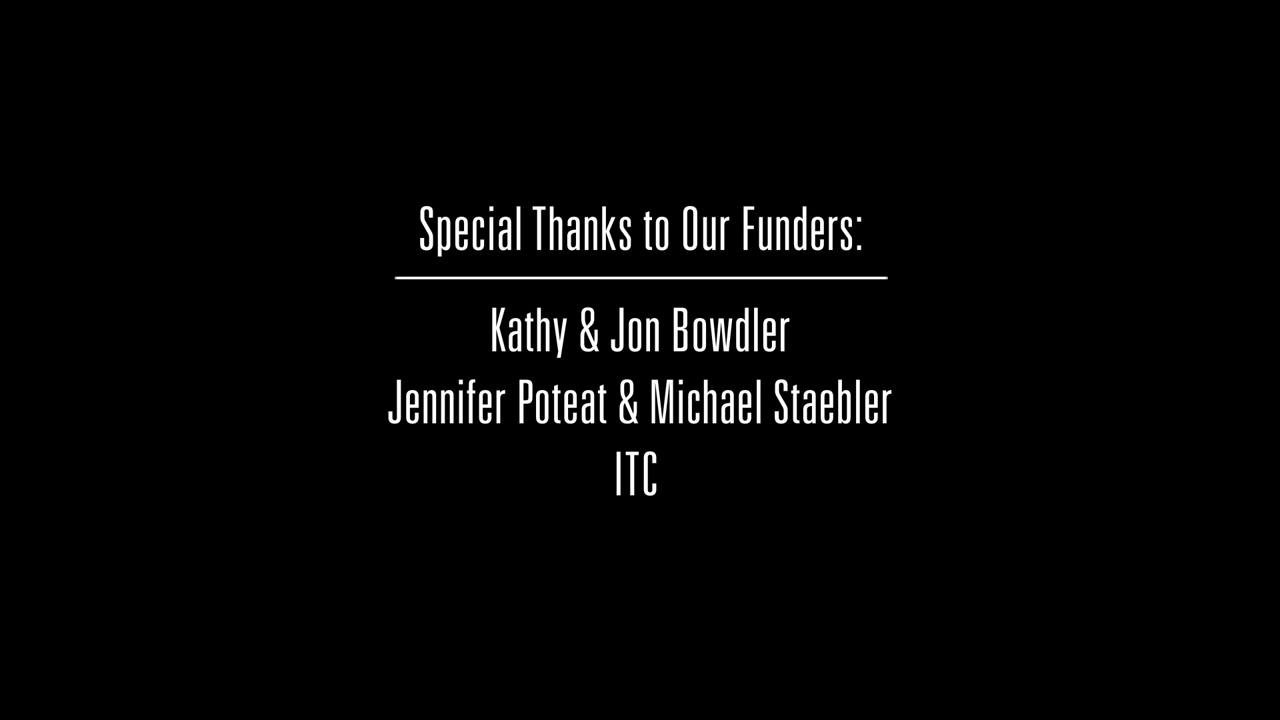 Special Thanks to Our Funders:
Kathy & Jon Bowdler
Jennifer Poteat & Michael Staebler
ITC